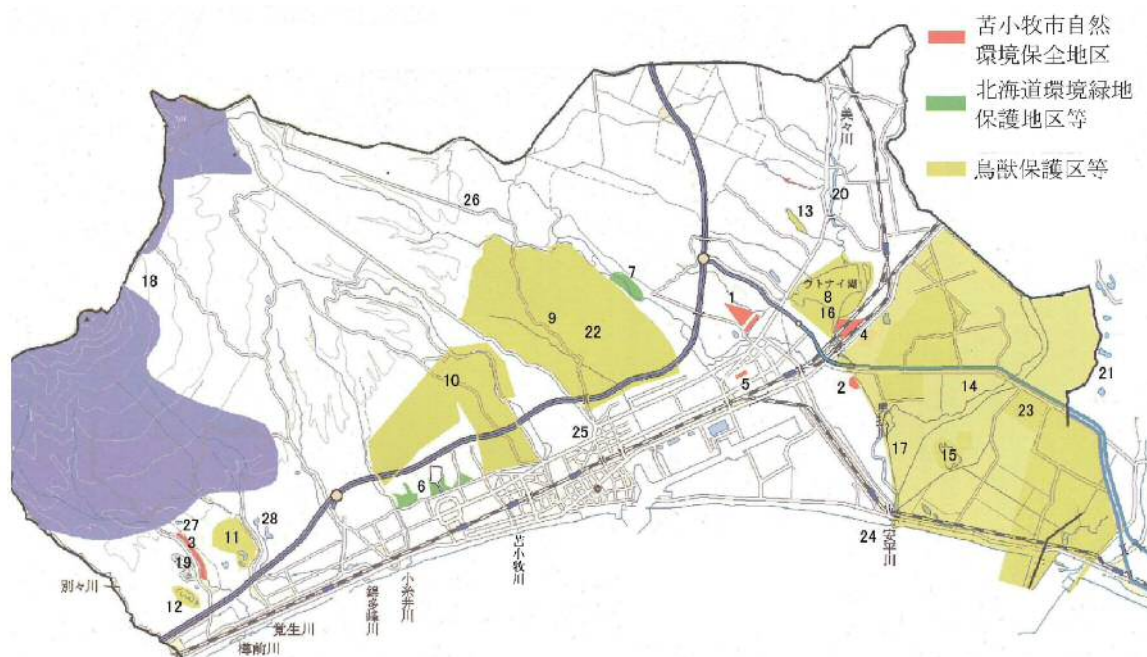 苫小牧市自然
環境保全地区
北海道環境緑地
保護地区等
鳥獣保護区等
美々川
20
13
26
7
18
ウトナイ湖
8
16
1
4
9
22
21
10
5
2
14
23
25
17
15
6
27
3
28
11
19
24
安平川
苫小牧川
別々川
12
小糸井川
錦多峰川
覚生川
樽前川